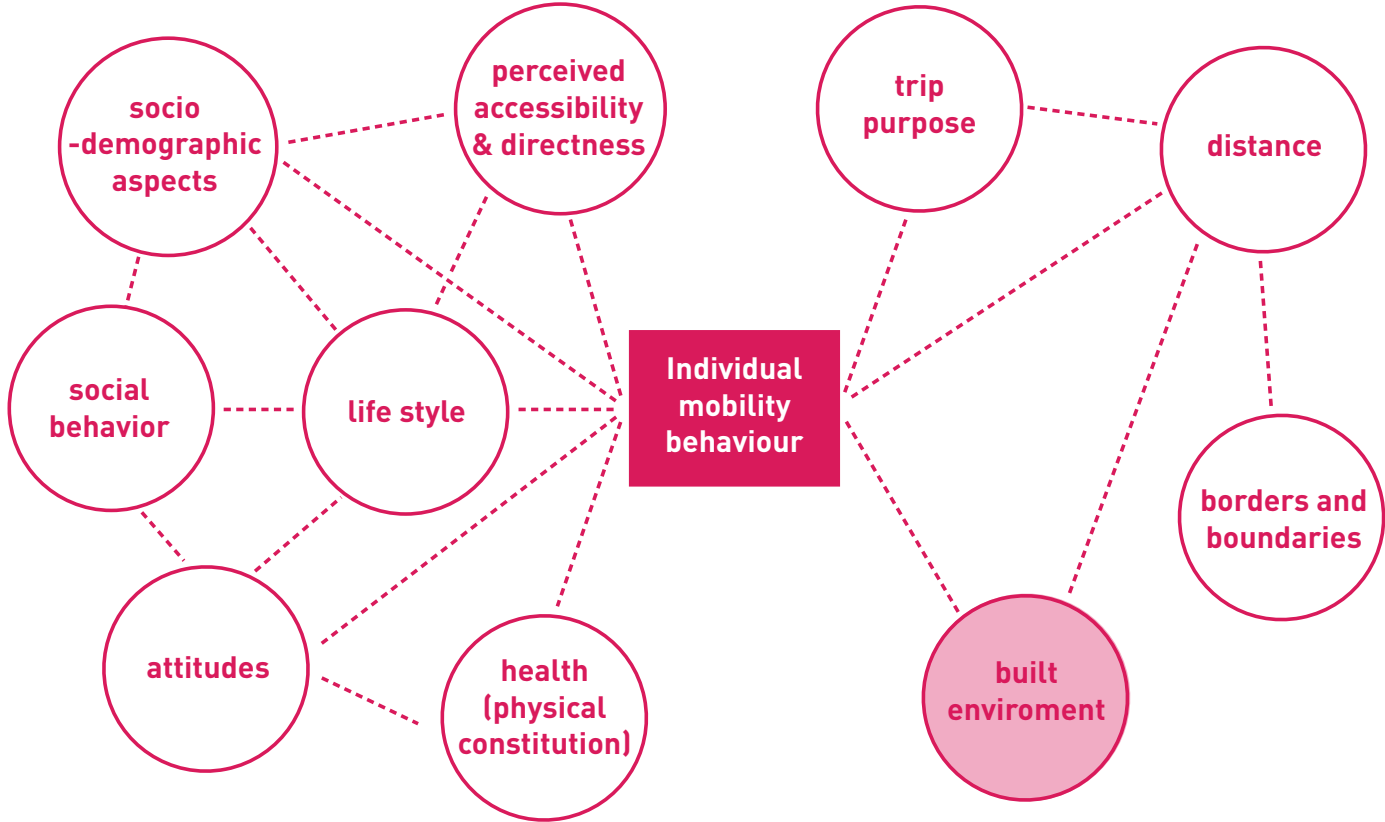 socio
-demographic
aspects
perceived
accessibility
& directness
trip
purpose
distance
social
behavior
life style
Individual
mobility
behaviour
borders and
boundaries
attitudes
health
(physical
constitution)
built
enviroment